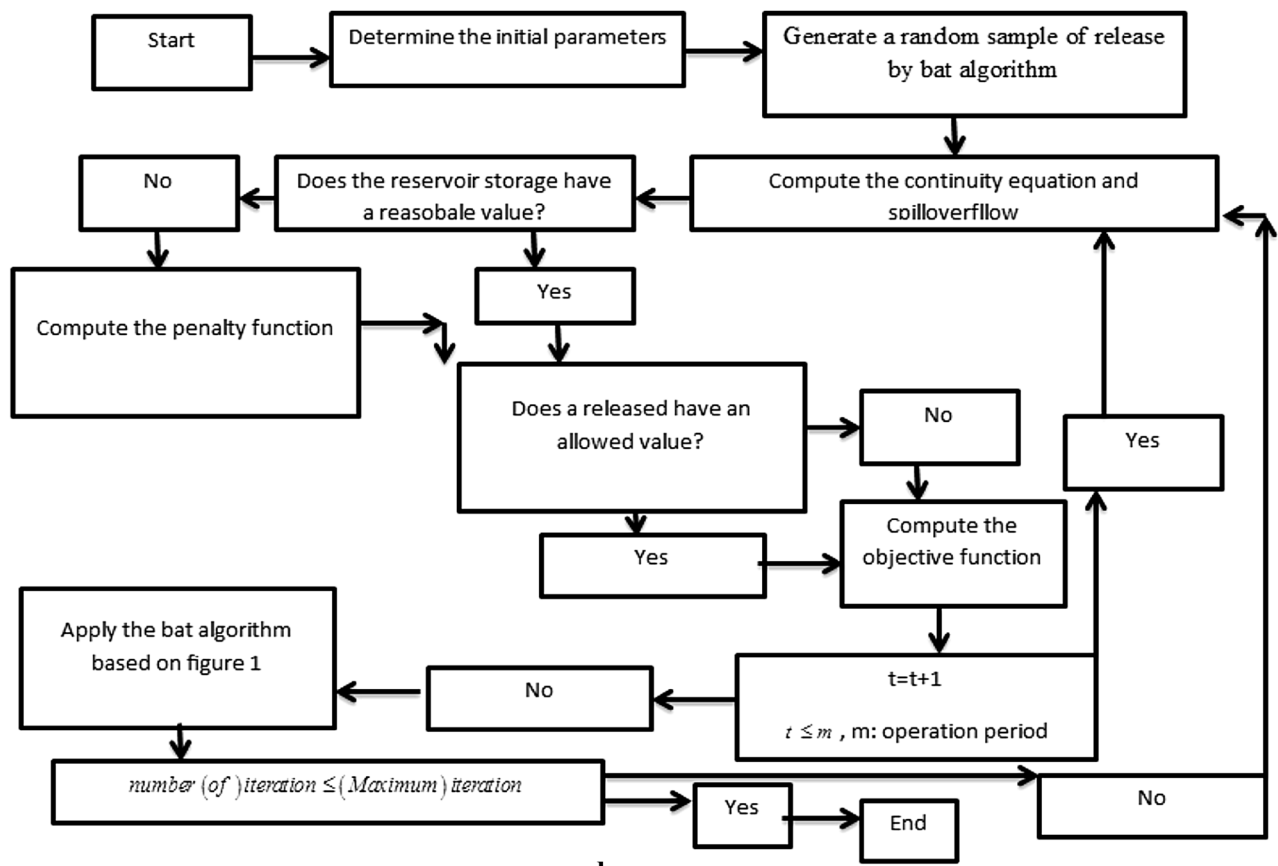 Start
Determine the initial parameters
Generate a random sample of release
by bat algorithm
No
Does the reservoir storage have
a reasobale value?
Compute the continuity equation and
spilloverfllow
Compute the penalty function
Yes
Does a released have an
allowed value?
No
Yes
Yes
Compute the
objective function
Apply the bat algorithm
based on figure 1
No
t=t+1
t ≤ m , m: operation period
number (of )iteration ≤(Maximum) iteration
Yes
End
No